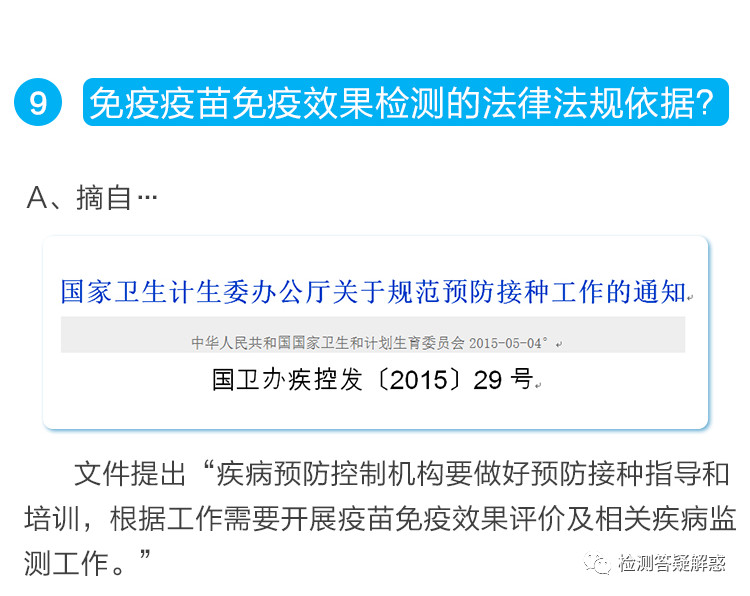 9 免疫疫苗免疫效果检测的法律法规依据？
A、摘自…
国家卫生计生委办公厅关于规范预防接种工作的通知
中华人民共和国国家卫生和计划生育委员会 2015-05-04°
国卫办疾控发〔2015〕29 号
文件提出“疾病预防控制机构要做好预防接种指导和
培训，根据工作需要开展疫苗免疫效果评价及相关疾病监
测工作。”
检测答疑解惑